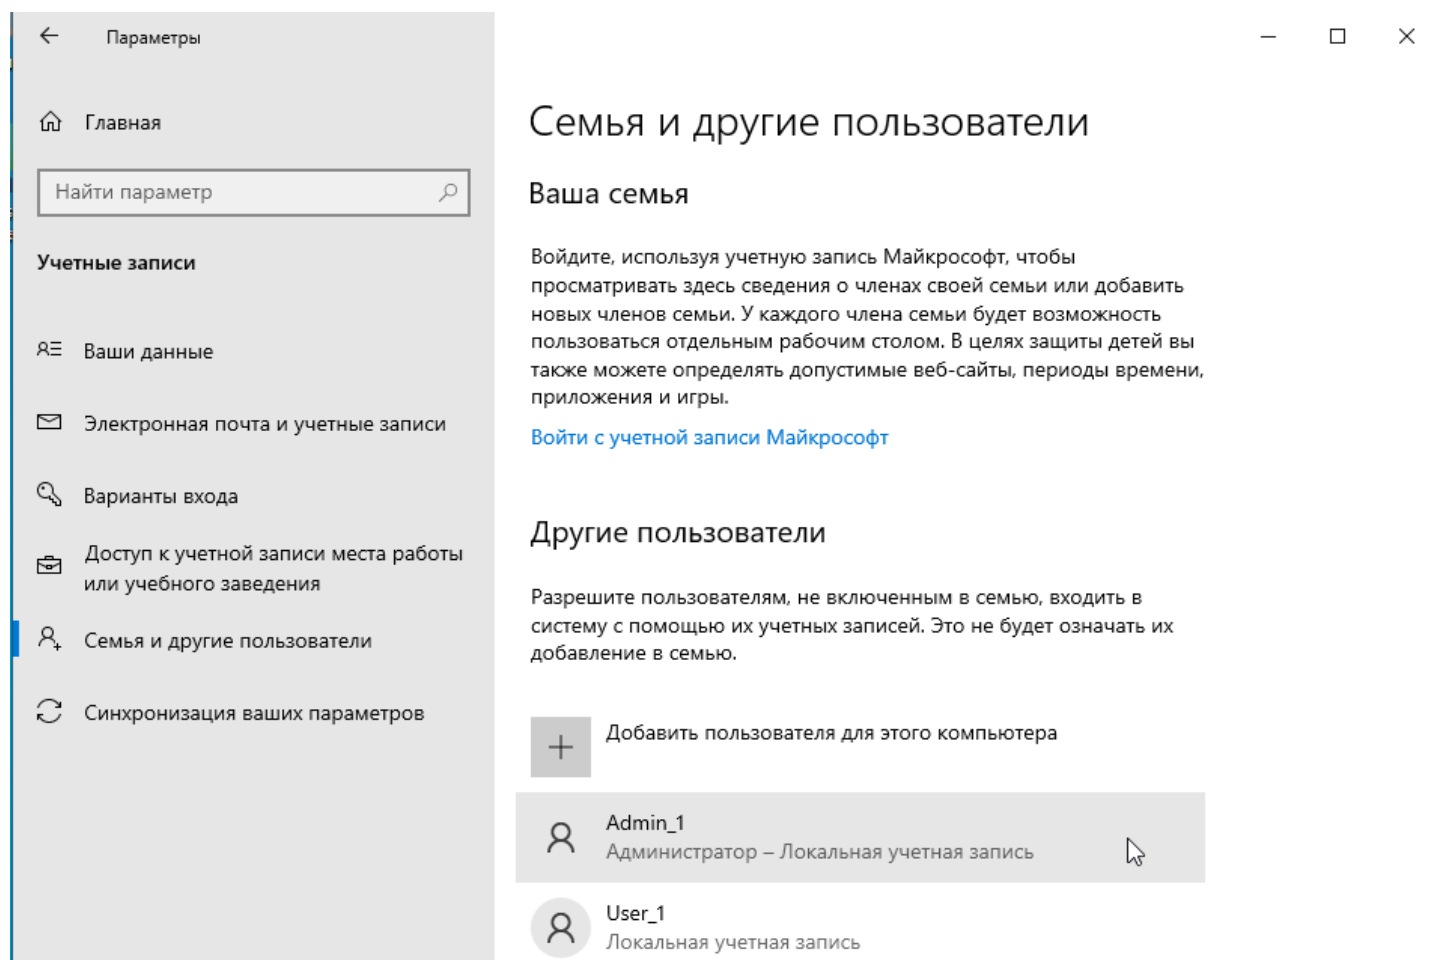 Параметры
Главная
Найти параметр
Учетные записи
Ваши данные
Электронная почта и учетные записи
Варианты входа
Доступ к учетной записи места работы
или учебного заведения
Семья и другие пользователи
Синхронизация ваших параметров
Семья и другие пользователи
Ваша семья
Войдите, используя учетную запись Майкрософт, чтобы
просматривать здесь сведения о членах своей семьи или добавить
новых членов семьи. У каждого члена семьи будет возможность
пользоваться отдельным рабочим столом. В целях защиты детей вы
также можете определять допустимые веб-сайты, периоды времени,
приложения и игры.
Войти с учетной записи Майкрософт
Другие пользователи
Разрешите пользователям, не включенным в семью, входить в
систему с помощью их учетных записей. Это не будет означать их
добавление в семью.
Добавить пользователя для этого компьютера
Admin_1
Администратор – Локальная учетная запись
User_1
Локальная учетная запись